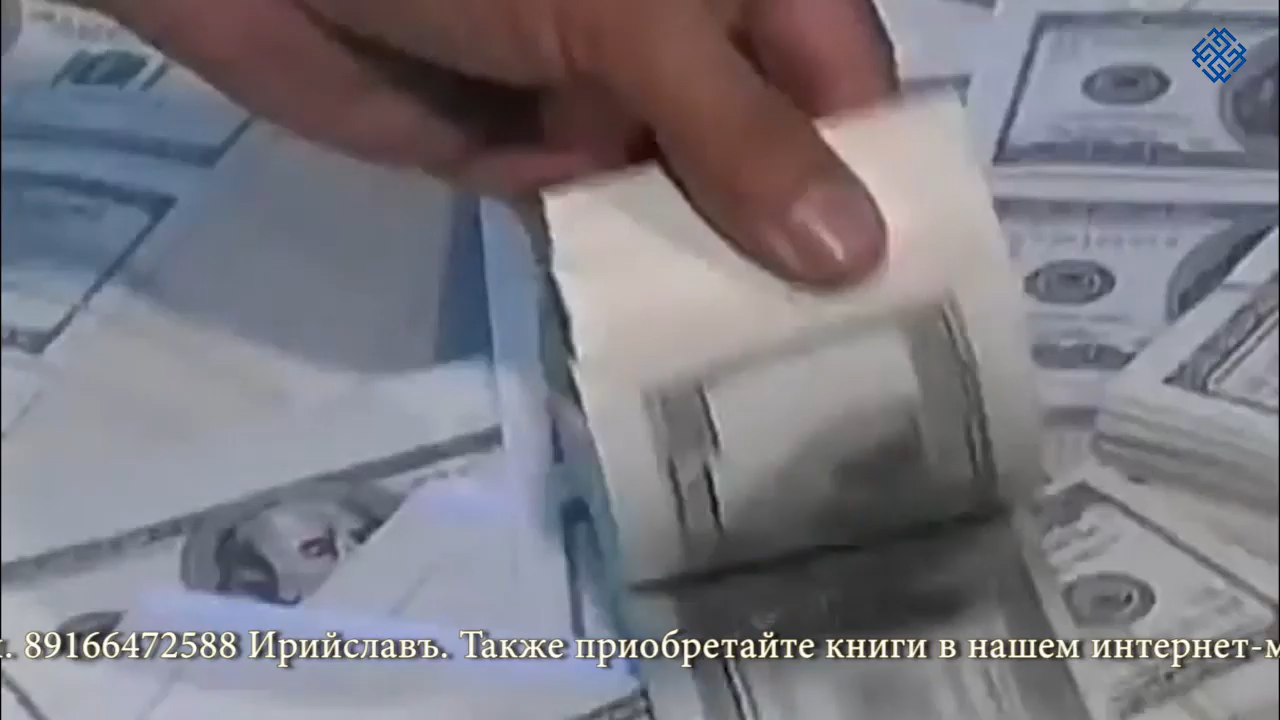 . 89166472588 Ирийславъ. Также приобретайте книги в нашем интернет-м